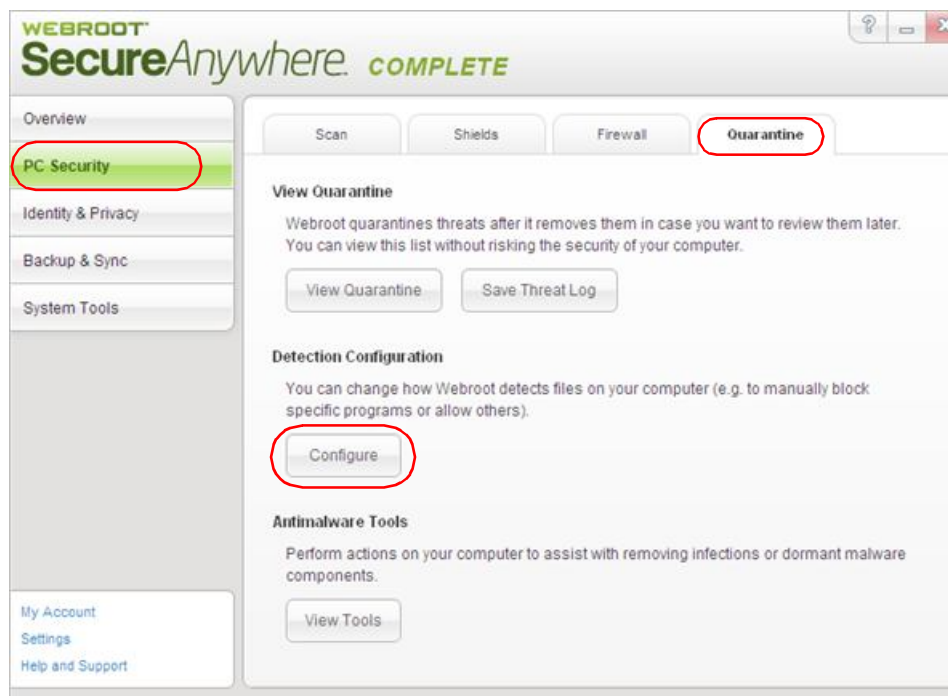 WEBROOT
SecureAnywhere. COMPLETE
?
Overview
PC Security
Identity & Privacy
Backup & Sync
System Tools
My Account
Settings
Help and Support
Scan
Shields
Firewall
Quarantine
View Quarantine
Webroot quarantines threats after it removes them in case you want to review them later.
You can view this list without risking the security of your computer.
View Quarantine
Save Threat Log
Detection Configuration
You can change how Webroot detects files on your computer (e.g. to manually block
specific programs or allow others).
Configure
Antimalware Tools
Perform actions on your computer to assist with removing infections or dormant malware
components.
View Tools